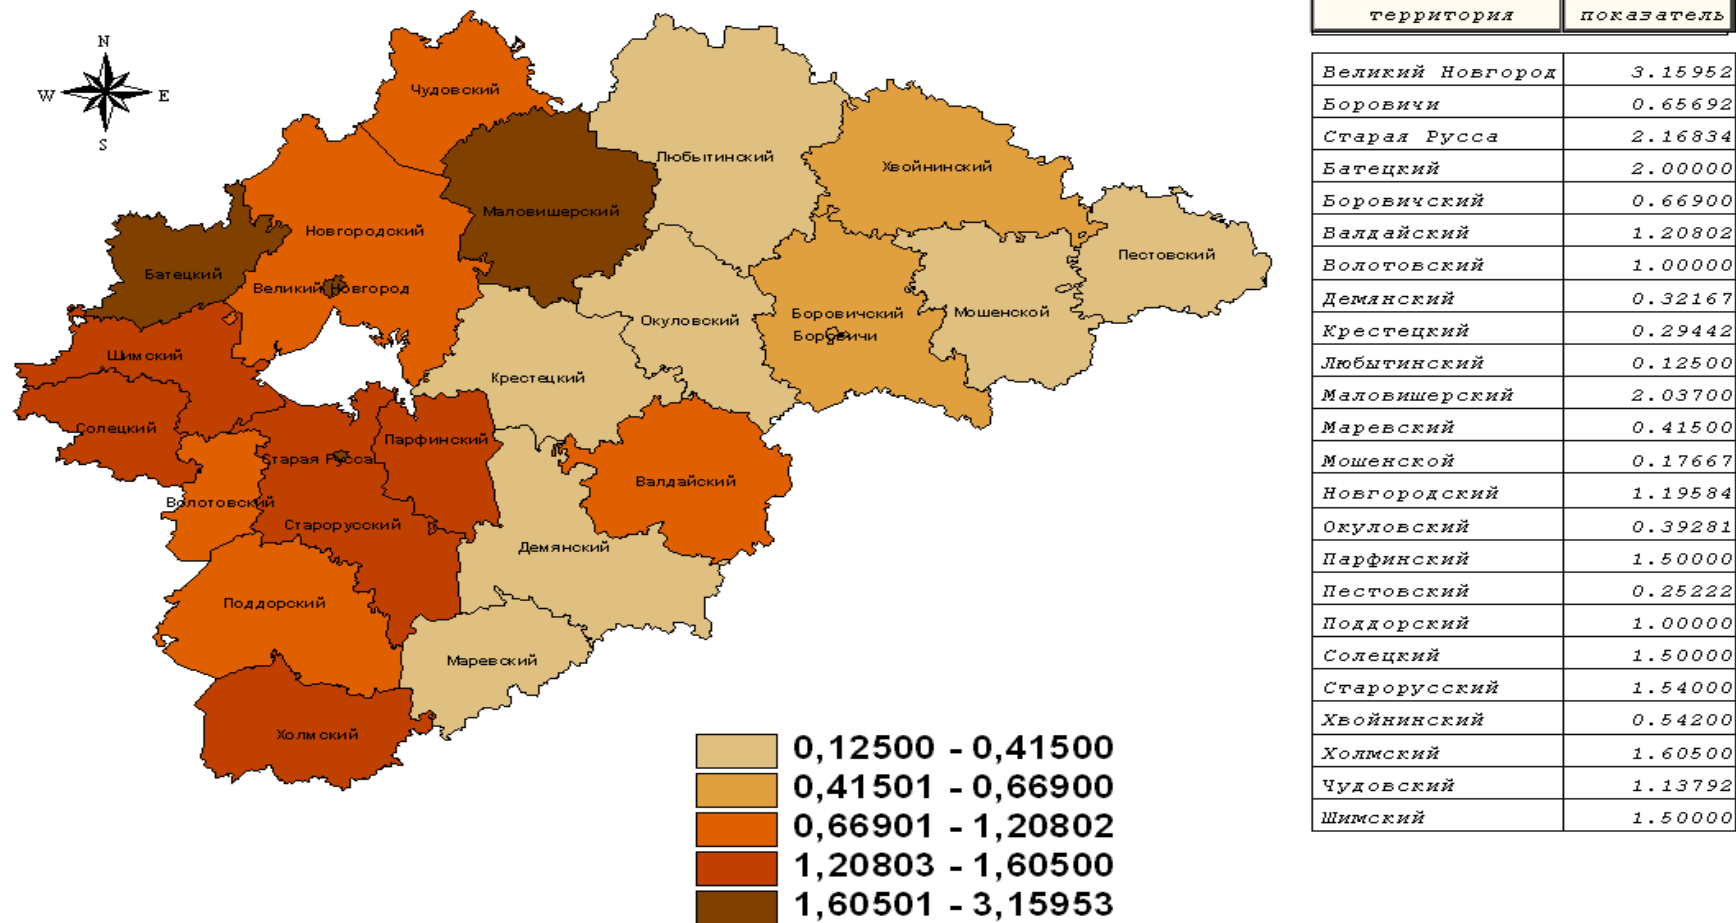 N
W E
S
Чудовский
Любытинский
Хвойнинский
Маловишерский
Новгородский
Пестовский
Батецкий
Великий Новгород
Боровичский
Мошенской
Окуловский
Боровичи
Шимский
Крестецкий
Солецкий
Парфинский
Старая Русса
Валдайский
Волотовский
Старорусский
Демянский
Поддорский
Маревский
Холмский
0,12500 - 0,41500
0,41501 - 0,66900
0,66901 - 1,20802
1,20803 - 1,60500
1,60501 - 3,15953
территория показатель
Великий Новгород 3.15952
Боровичи 0.65692
Старая Русса 2.16834
Батецкий 2.00000
Боровичский 0.66900
Валдайский 1.20802
Волотовский 1.00000
Демянский 0.32167
Крестецкий 0.29442
Любытинский 0.12500
Маловишерский 2.03700
Маревский 0.41500
Мошенской 0.17667
Новгородский 1.19584
Окуловский 0.39281
Парфинский 1.50000
Пестовский 0.25222
Поддорский 1.00000
Солецкий 1.50000
Старорусский 1.54000
Хвойнинский 0.54200
Холмский 1.60500
Чудовский 1.13792
Шимский 1.50000